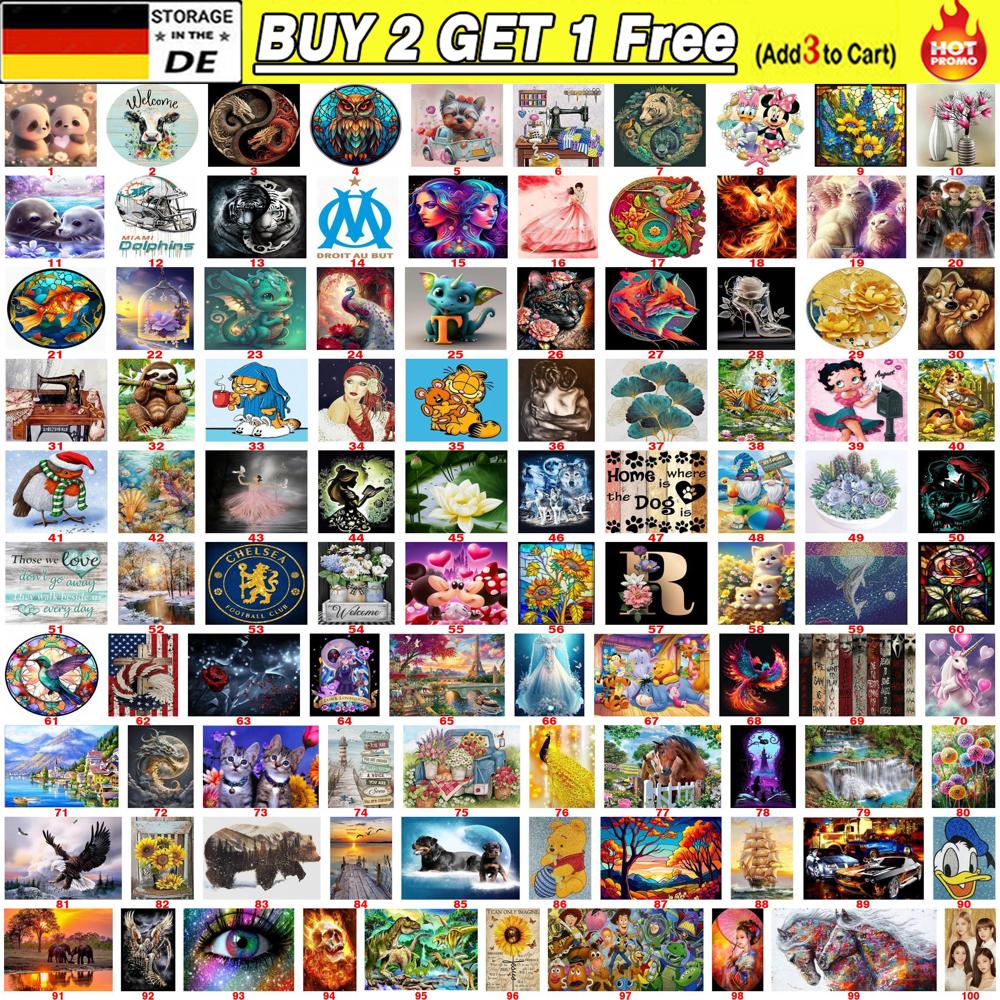 STORAGE
IN THE
DE
BUY 2 GET 1 Free
(Add 3 to Cart)
HOT
PROMO
Welcome
1 2 3 4 5 6 7 8 9 10
MIAMI
Dolphins
DROIT AU BUT
11 12 13 14 15 16 17 18 19 20
T
21 22 23 24 25 26 27 28 29 30
August
31 32 33 34 35 36 37 38 39 40
Home where
the Dog is
41 42 43 44 45 46 47 48 49 50
Those we love
don't go away
They walk beside us
every day
CHELSEA
FOOTBALL CLUB
Welcome
R
51 52 53 54 55 56 57 58 59 60
61 62 63 64 65 66 67 68 69 70
71 72 73 74 75 76 77 78 79 80
81 82 83 84 85 86 87 88 89 90
I CAN ONLY IMAGINE
91 92 93 94 95 96 97 98 99 100